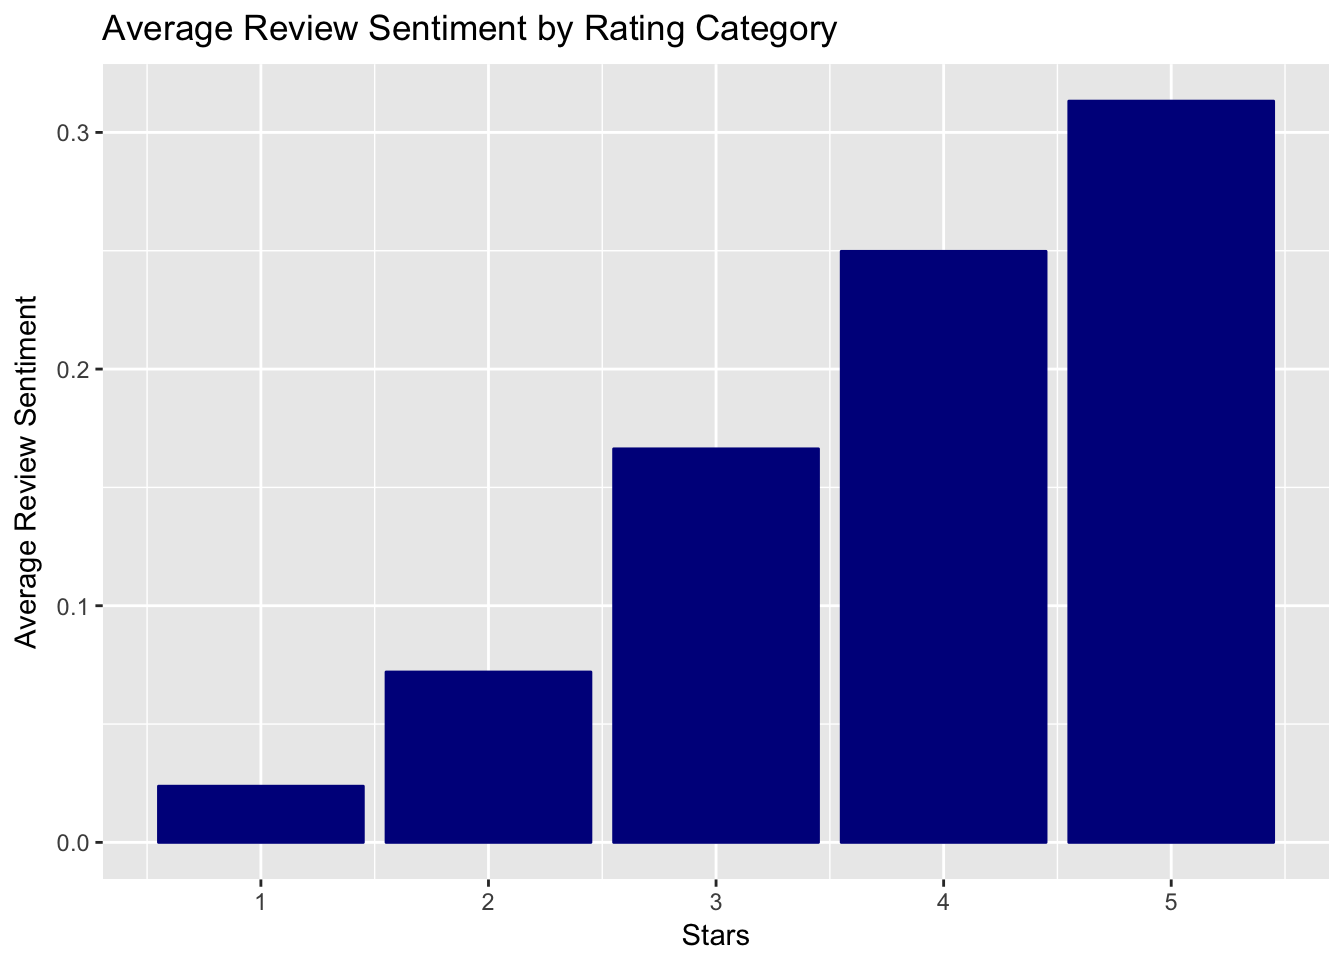 Average Review Sentiment by Rating Category
Average Review Sentiment
0.3
0.2
0.1
0.0
1 2 3 4 5
Stars